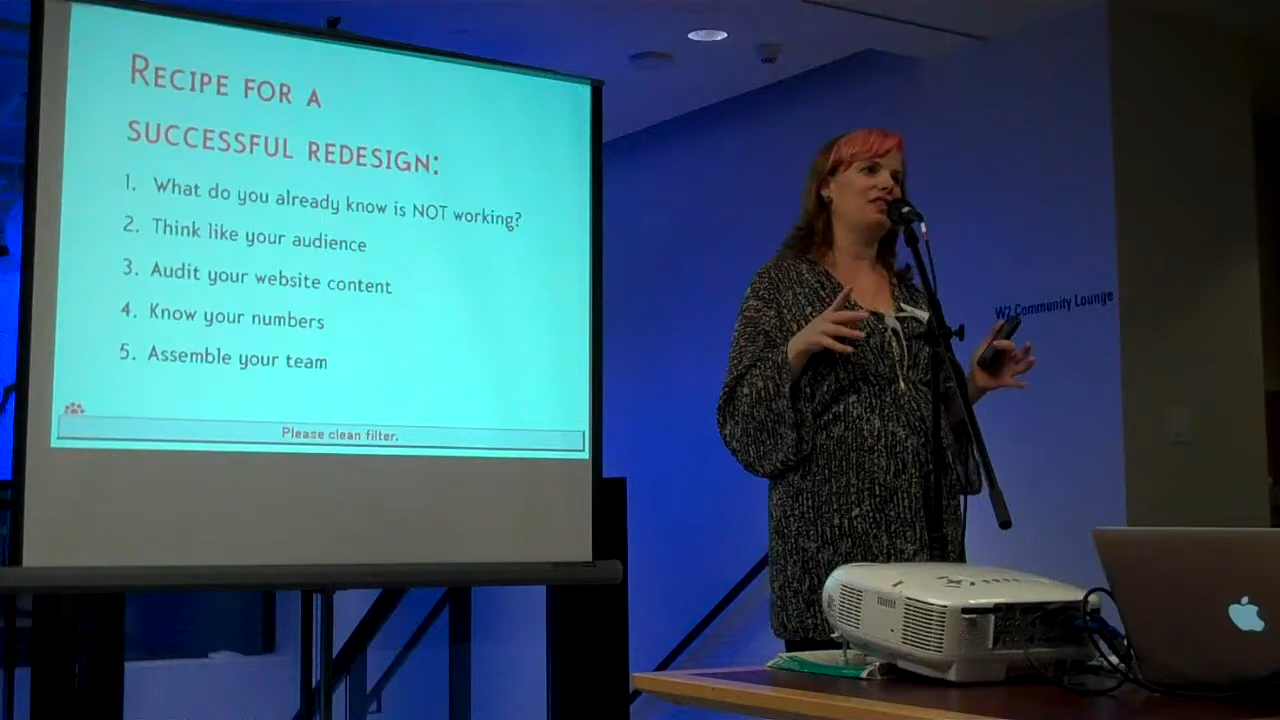 Recipe for a
successful redesign:
1. What do you already know is NOT working?
2. Think like your audience
3. Audit your website content
4. Know your numbers
5. Assemble your team
Please clean filter.
W2 Community Lounge